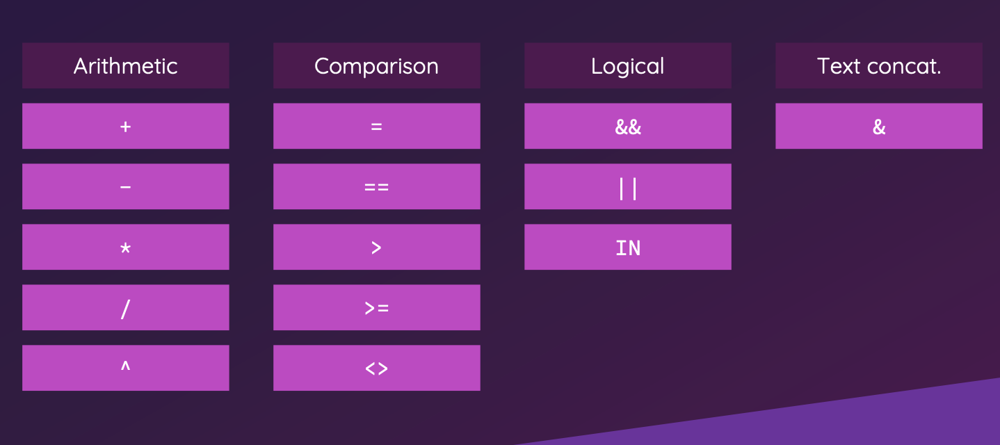 Arithmetic
+
-
*
/
^
Comparison
=
==
>
>=
<>
Logical
&&
||
IN
Text concat.
&